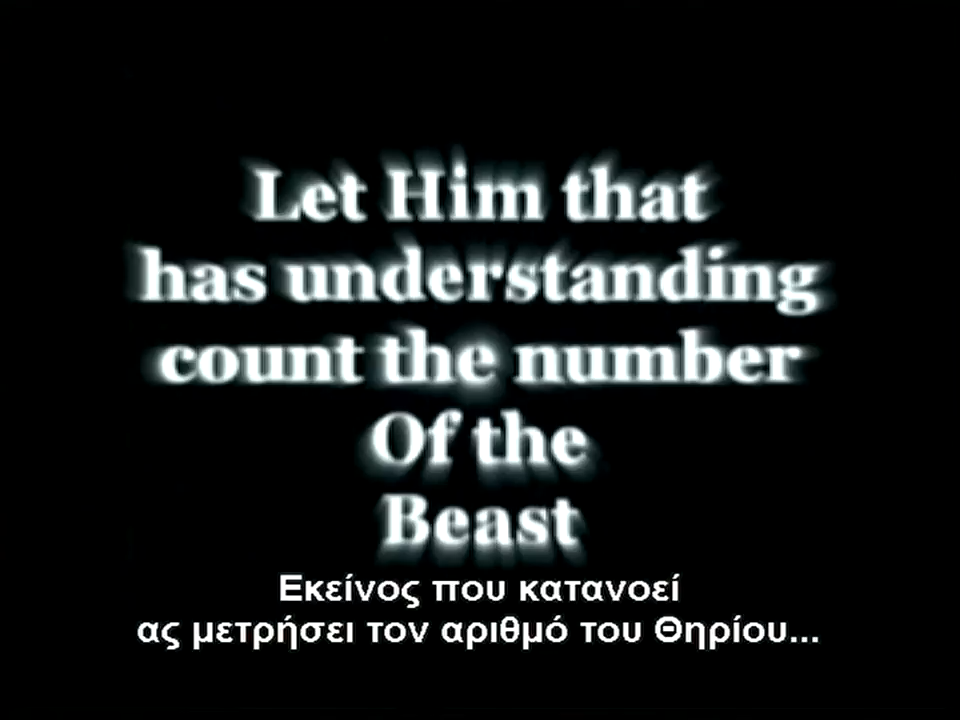 Let Him that
has understanding
count the number
Of the
Beast
Εκείνος που κατανοεί
ας μετρήσει τον αριθμό του Θηρίου...